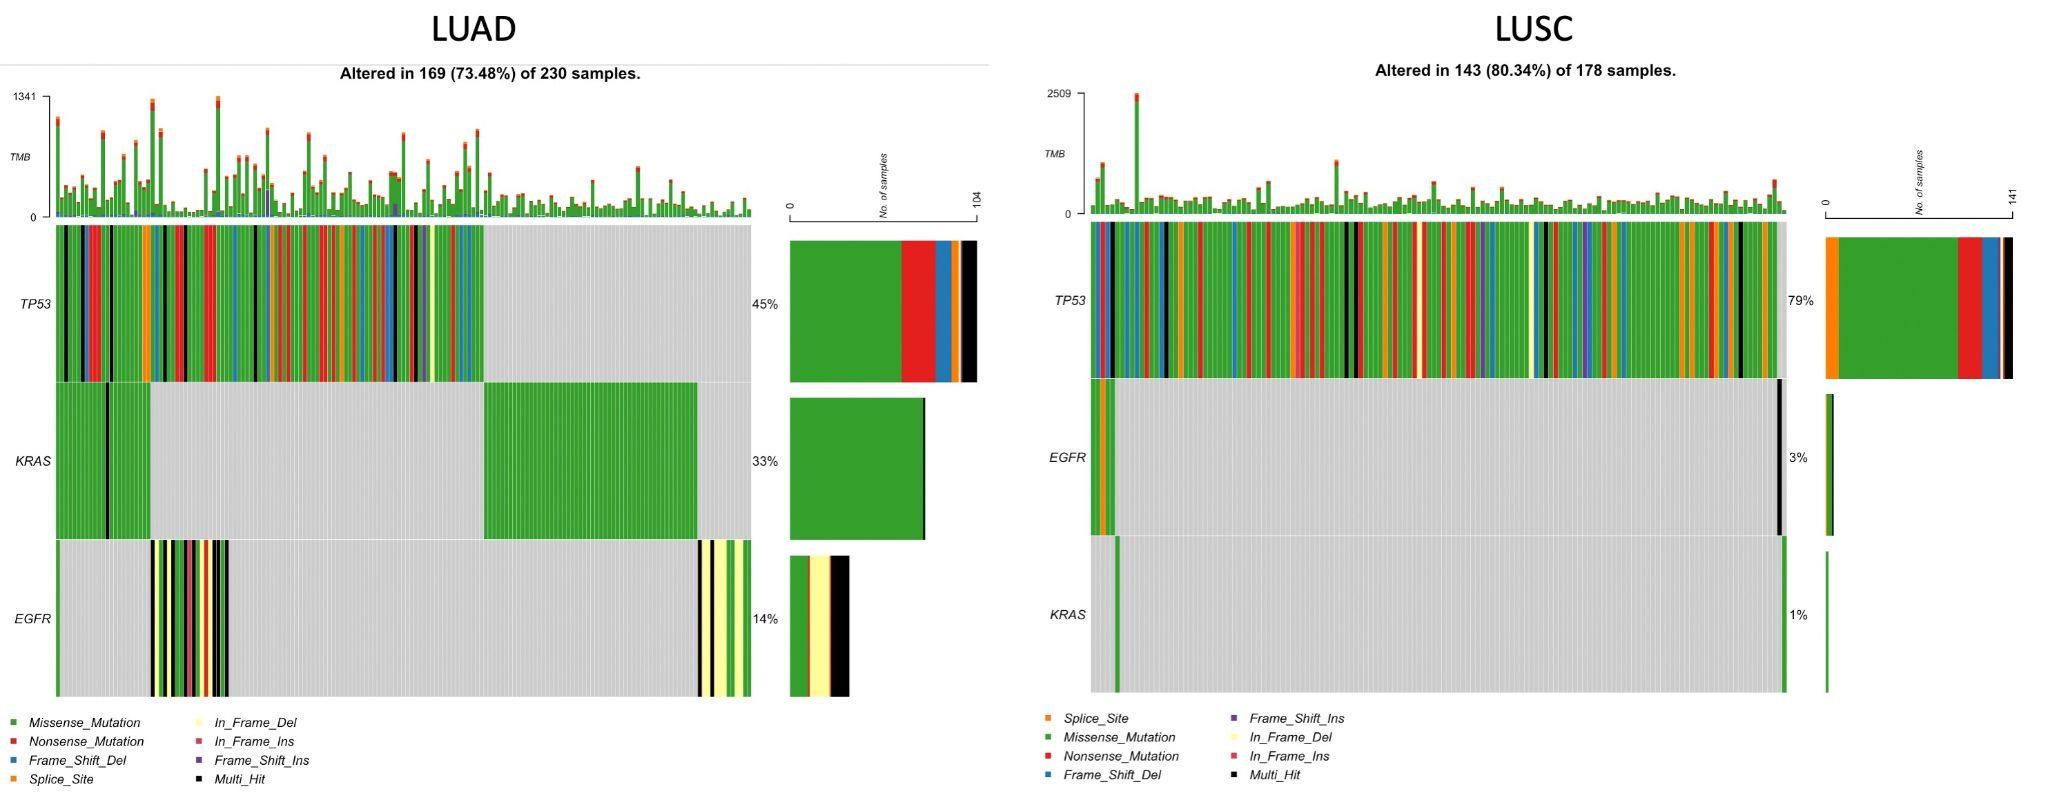 LUAD
Altered in 169 (73.48%) of 230 samples.
1341
TMB
0
No. of samples
0
104
TP53
45%
KRAS
33%
EGFR
14%
Missense_Mutation
Nonsense_Mutation
Frame_Shift_Del
Splice_Site
In_Frame_Del
In_Frame_Ins
Frame_Shift_Ins
Multi_Hit
LUSC
Altered in 143 (80.34%) of 178 samples.
2509
TMB
0
No. of samples
0
141
TP53
79%
EGFR
3%
KRAS
1%
Splice_Site
Missense_Mutation
Nonsense_Mutation
Frame_Shift_Del
Frame_Shift_Ins
In_Frame_Del
In_Frame_Ins
Multi_Hit